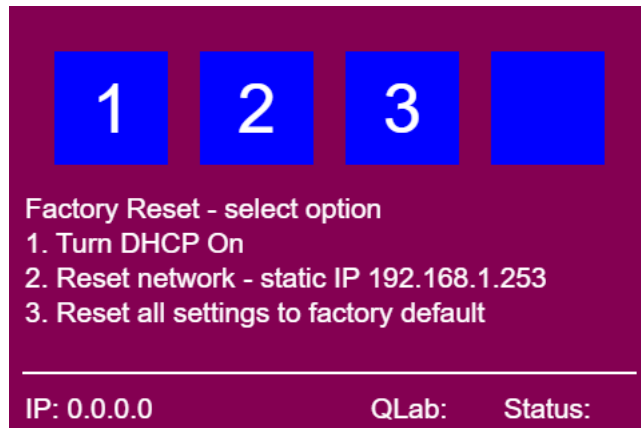 1 2 3
Factory Reset - select option
1. Turn DHCP On
2. Reset network - static IP 192.168.1.253
3. Reset all settings to factory default
IP: 0.0.0.0 QLab: Status: